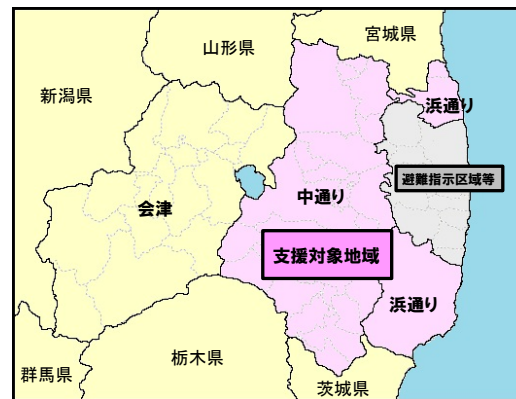 宮城県
山形県
新潟県
浜通り
避難指示区域等
中通り
会津
支援対象地域
浜通り
栃木県
群馬県
茨城県